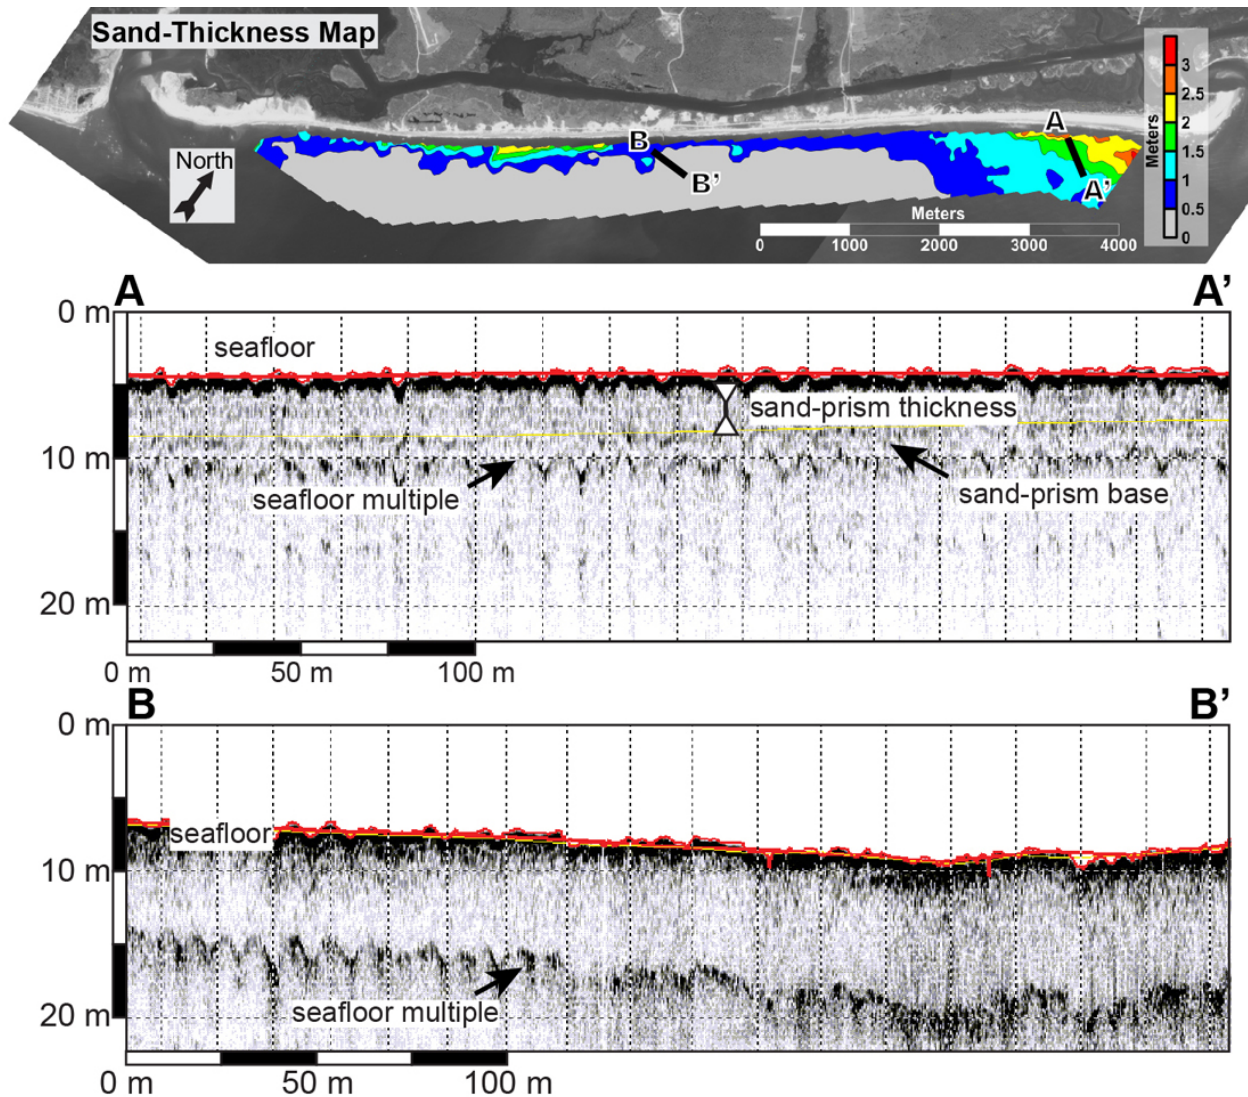 Sand-Thickness Map
North
B
B’
A
A’
Meters
3
2.5
2
1.5
1
0.5
0
Meters
0 1000 2000 3000 4000
A A’
0 m
seafloor
sand-prism thickness
10 m
seafloor multiple
sand-prism base
20 m
0 m 50 m 100 m
B B’
0 m
seafloor
10 m
seafloor multiple
20 m
0 m 50 m 100 m